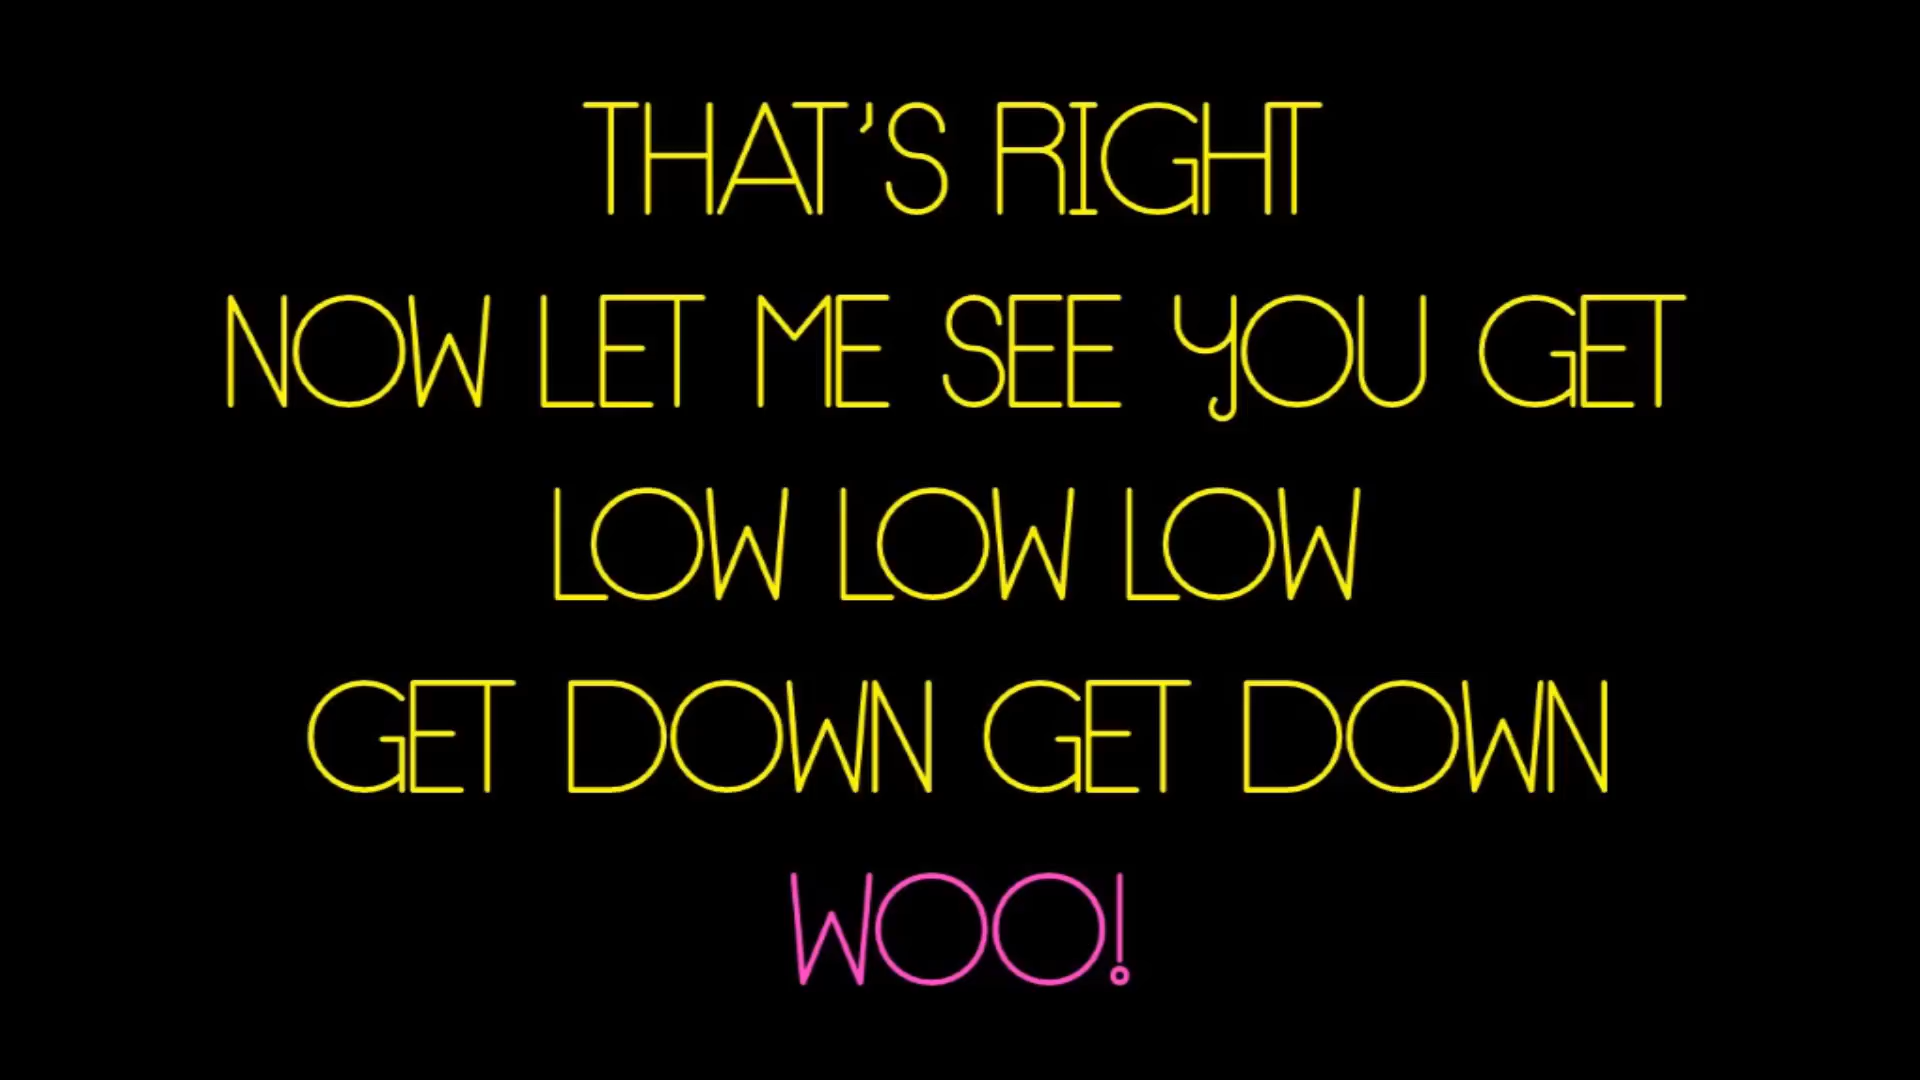 THAT'S RIGHT
NOW LET ME SEE YOU GET
LOW LOW LOW
GET DOWN GET DOWN
WOO!